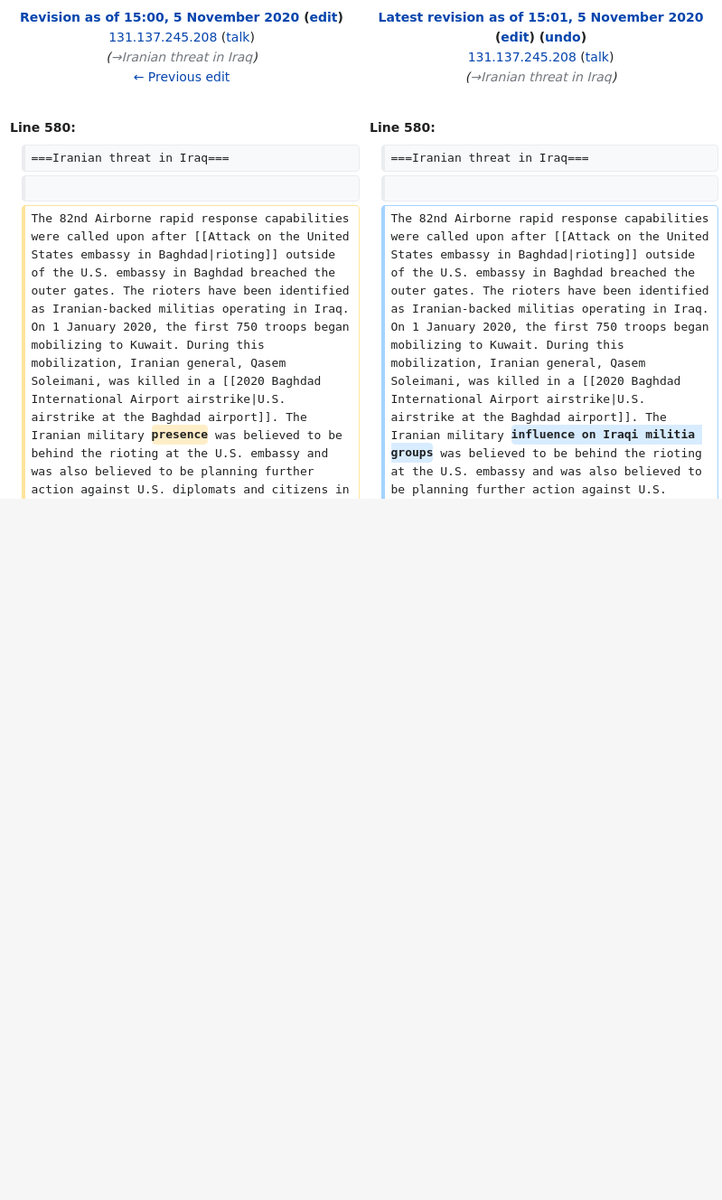 Revision as of 15:00, 5 November 2020 (edit)
131.137.245.208 (talk)
(→Iranian threat in Iraq)
← Previous edit
Latest revision as of 15:01, 5 November 2020
(edit) (undo)
131.137.245.208 (talk)
(→Iranian threat in Iraq)
Line 580:
Line 580:
===Iranian threat in Iraq===
===Iranian threat in Iraq===
The 82nd Airborne rapid response capabilities
were called upon after [[Attack on the United
States embassy in Baghdad|rioting]] outside
of the U.S. embassy in Baghdad breached the
outer gates. The rioters have been identified
as Iranian-backed militias operating in Iraq.
On 1 January 2020, the first 750 troops began
mobilizing to Kuwait. During this
mobilization, Iranian general, Qasem
Soleimani, was killed in a [[2020 Baghdad
International Airport airstrike|U.S.
airstrike at the Baghdad airport]]. The
Iranian military presence was believed to be
behind the rioting at the U.S. embassy and
was also believed to be planning further
action against U.S. diplomats and citizens in
The 82nd Airborne rapid response capabilities
were called upon after [[Attack on the United
States embassy in Baghdad|rioting]] outside
of the U.S. embassy in Baghdad breached the
outer gates. The rioters have been identified
as Iranian-backed militias operating in Iraq.
On 1 January 2020, the first 750 troops began
mobilizing to Kuwait. During this
mobilization, Iranian general, Qasem
Soleimani, was killed in a [[2020 Baghdad
International Airport airstrike|U.S.
airstrike at the Baghdad airport]]. The
Iranian military influence on Iraqi militia
groups was believed to be behind the rioting
at the U.S. embassy and was also believed to
be planning further action against U.S.